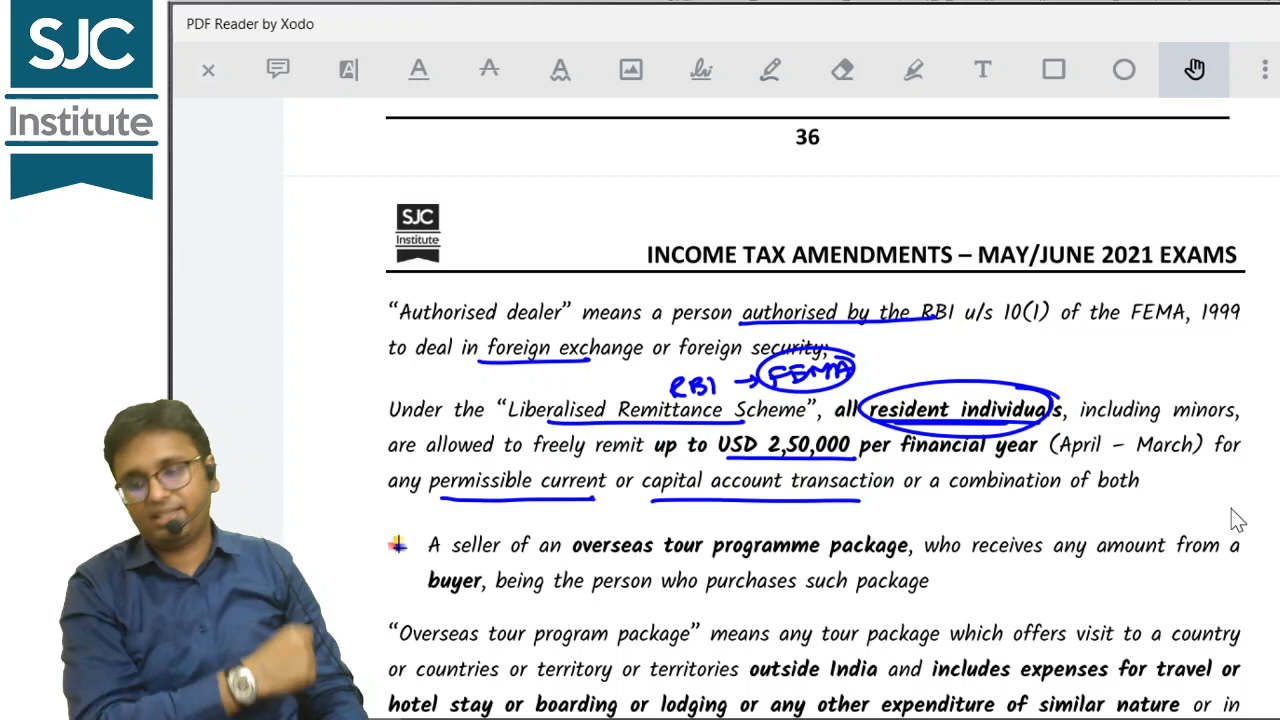 SJC
Institute
PDF Reader by Xodo
36
SJC
Institute
INCOME TAX AMENDMENTS – MAY/JUNE 2021 EXAMS
“Authorised dealer” means a person authorised by the RBI u/s 10(1) of the FEMA, 1999
to deal in foreign exchange or foreign security;
RBI → FEMA
Under the “Liberalised Remittance Scheme”, all resident individuals, including minors,
are allowed to freely remit up to USD 2,50,000 per financial year (April – March) for
any permissible current or capital account transaction or a combination of both
A seller of an overseas tour programme package, who receives any amount from a
buyer, being the person who purchases such package
“Overseas tour program package” means any tour package which offers visit to a country
or countries or territory or territories outside India and includes expenses for travel or
hotel stay or boarding or lodging or any other expenditure of similar nature or in